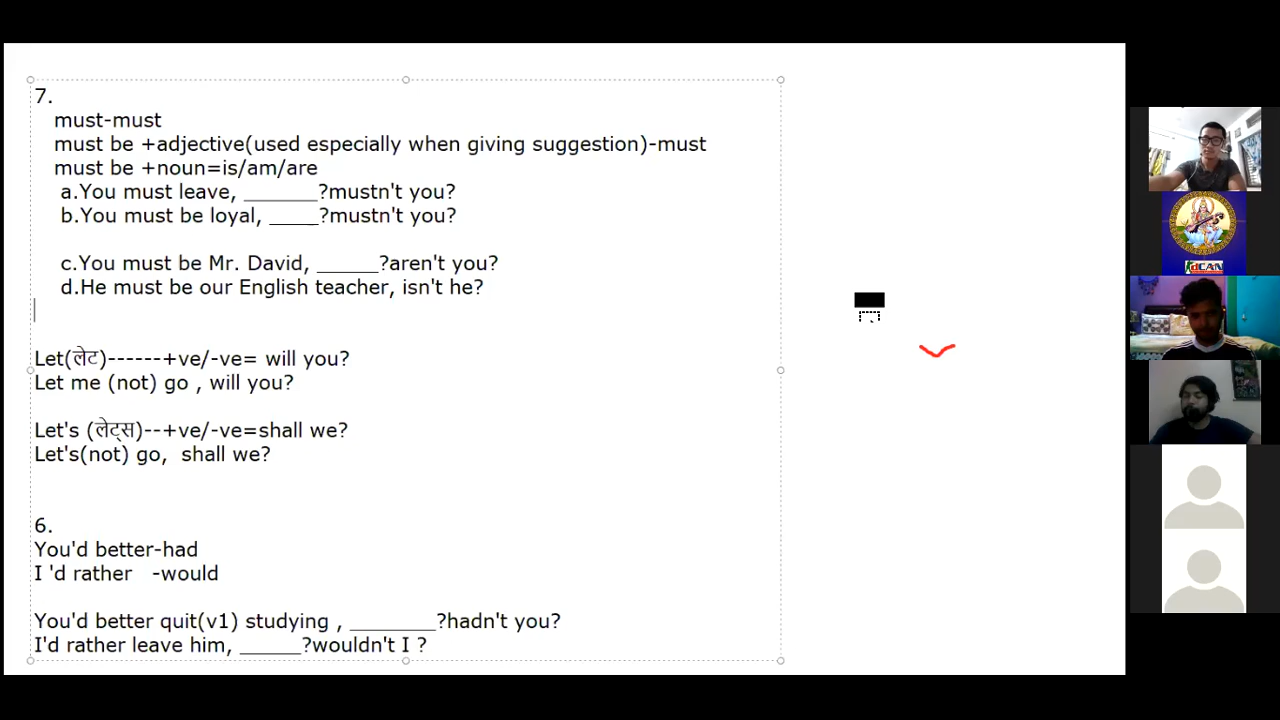 7.
must-must
must be +adjective(used especially when giving suggestion)-must
must be +noun=is/am/are
a.You must leave, _______?mustn't you?
b.You must be loyal, _____?mustn't you?
c.You must be Mr. David, ______?aren't you?
d.He must be our English teacher, isn't he?
Let(लेट)------+ve/-ve= will you?
Let me (not) go , will you?
Let's (लेट्स)--+ve/-ve=shall we?
Let's(not) go,  shall we?
6.
You'd better-had
I 'd rather   -would
You'd better quit(v1) studying , ________?hadn't you?
I'd rather leave him, ______?wouldn't I ?